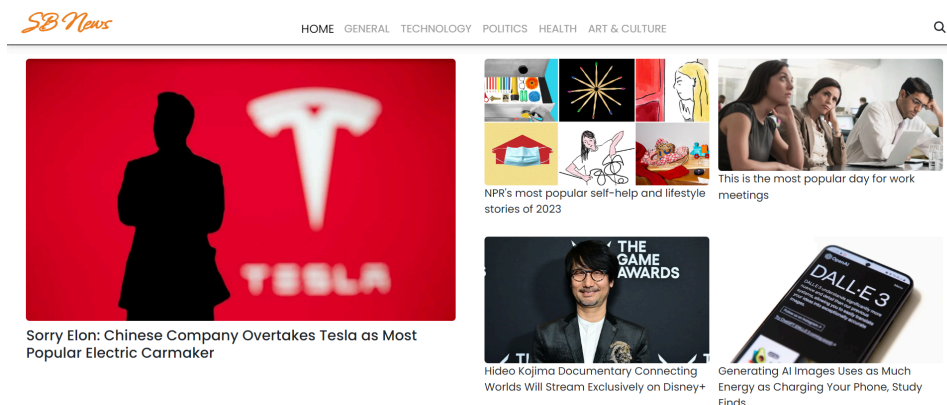 SB News
HOME GENERAL TECHNOLOGY POLITICS HEALTH ART & CULTURE
TESLA
Sorry Elon: Chinese Company Overtakes Tesla as Most
Popular Electric Carmaker
NPR's most popular self-help and lifestyle
stories of 2023
This is the most popular day for work
meetings
THE
GAME
AWARDS
Hideo Kojima Documentary Connecting
Worlds Will Stream Exclusively on Disney+
OpenAI
DALL·E 3
Generating AI Images Uses as Much
Energy as Charging Your Phone, Study
Finds